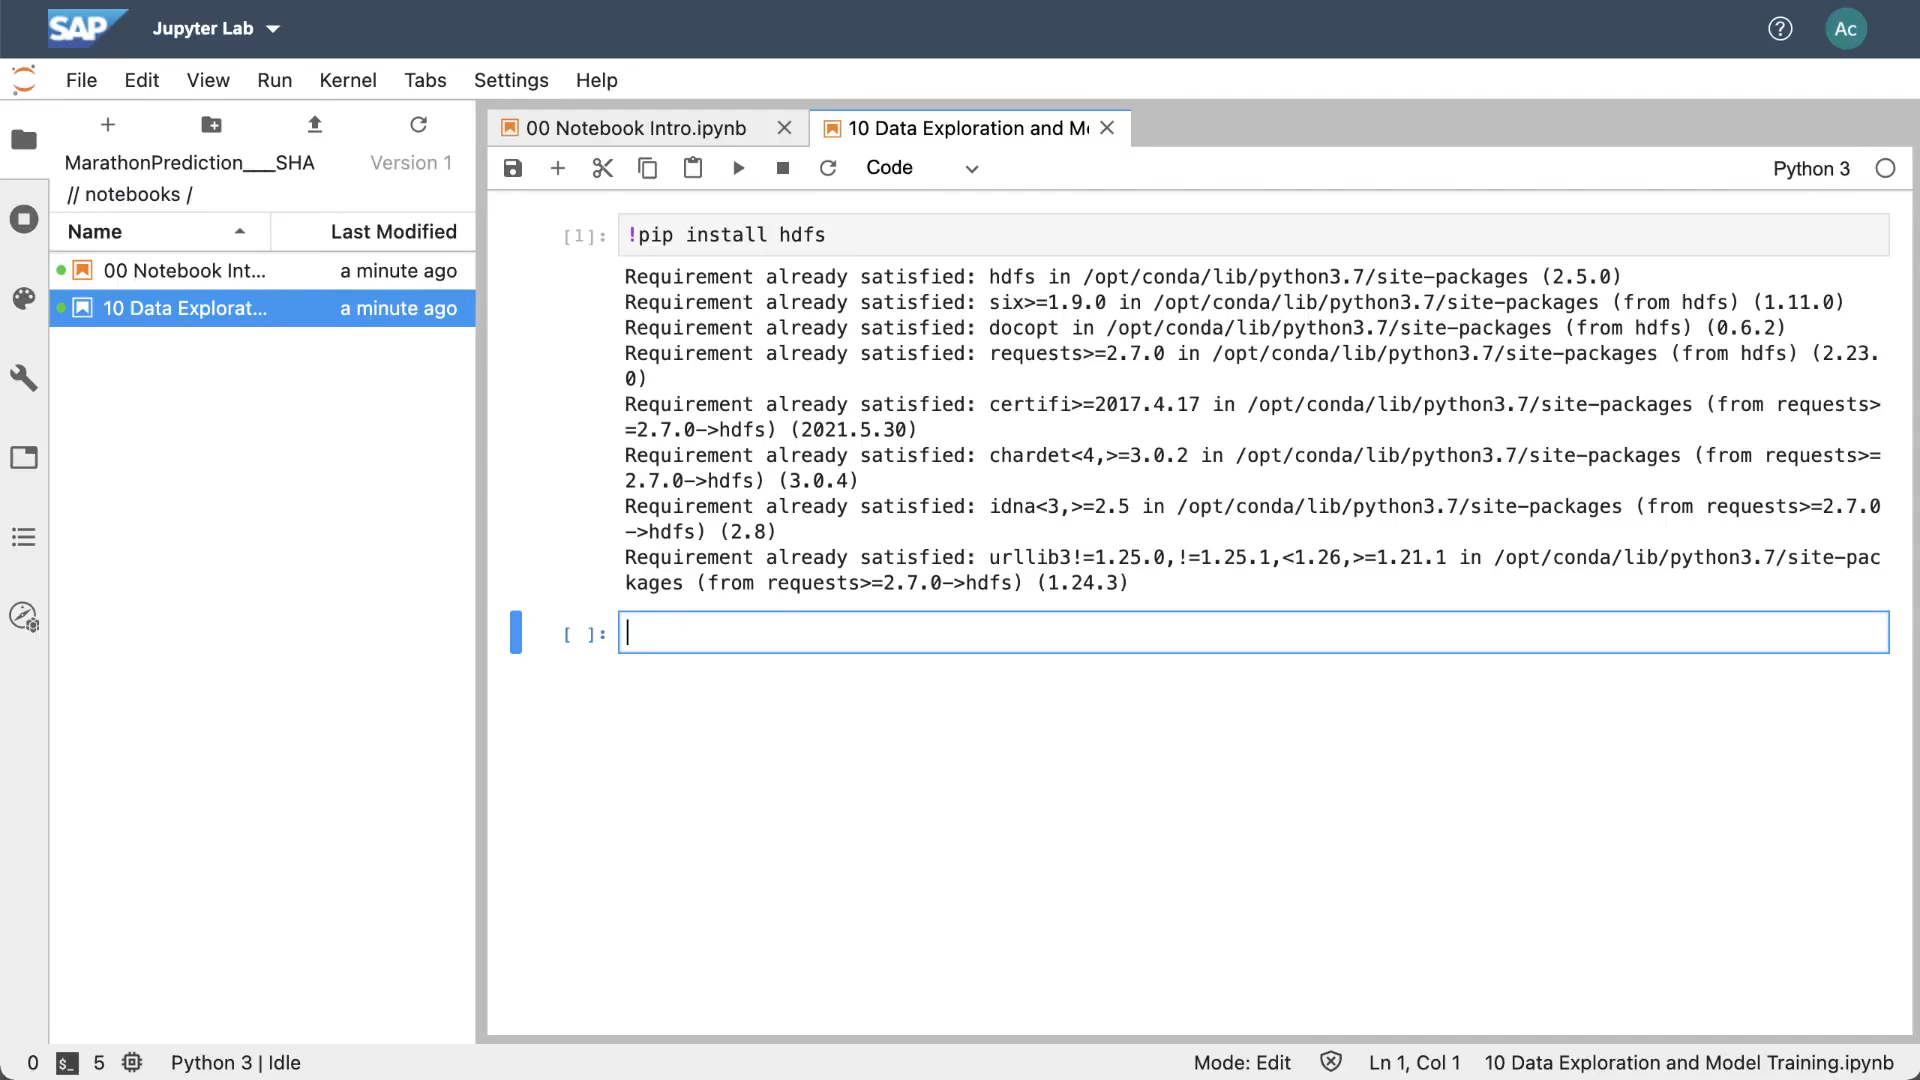 SAP Jupyter Lab Ac
File Edit View Run Kernel Tabs Settings Help
MarathonPrediction___SHA Version 1
// notebooks /
Name Last Modified
00 Notebook Int... a minute ago
10 Data Explorat... a minute ago
00 Notebook Intro.ipynb 10 Data Exploration and M
Code Python 3
[1]: !pip install hdfs
Requirement already satisfied: hdfs in /opt/conda/lib/python3.7/site-packages (2.5.0)
Requirement already satisfied: six>=1.9.0 in /opt/conda/lib/python3.7/site-packages (from hdfs) (1.11.0)
Requirement already satisfied: docopt in /opt/conda/lib/python3.7/site-packages (from hdfs) (0.6.2)
Requirement already satisfied: requests>=2.7.0 in /opt/conda/lib/python3.7/site-packages (from hdfs) (2.23.
0)
Requirement already satisfied: certifi>=2017.4.17 in /opt/conda/lib/python3.7/site-packages (from requests>
=2.7.0->hdfs) (2021.5.30)
Requirement already satisfied: chardet<4,>=3.0.2 in /opt/conda/lib/python3.7/site-packages (from requests>=
2.7.0->hdfs) (3.0.4)
Requirement already satisfied: idna<3,>=2.5 in /opt/conda/lib/python3.7/site-packages (from requests>=2.7.0
->hdfs) (2.8)
Requirement already satisfied: urllib3!=1.25.0,!=1.25.1,<1.26,>=1.21.1 in /opt/conda/lib/python3.7/site-pac
kages (from requests>=2.7.0->hdfs) (1.24.3)
[ ]:
0 $_ 5 Python 3 | Idle Mode: Edit Ln 1, Col 1 10 Data Exploration and Model Training.ipynb